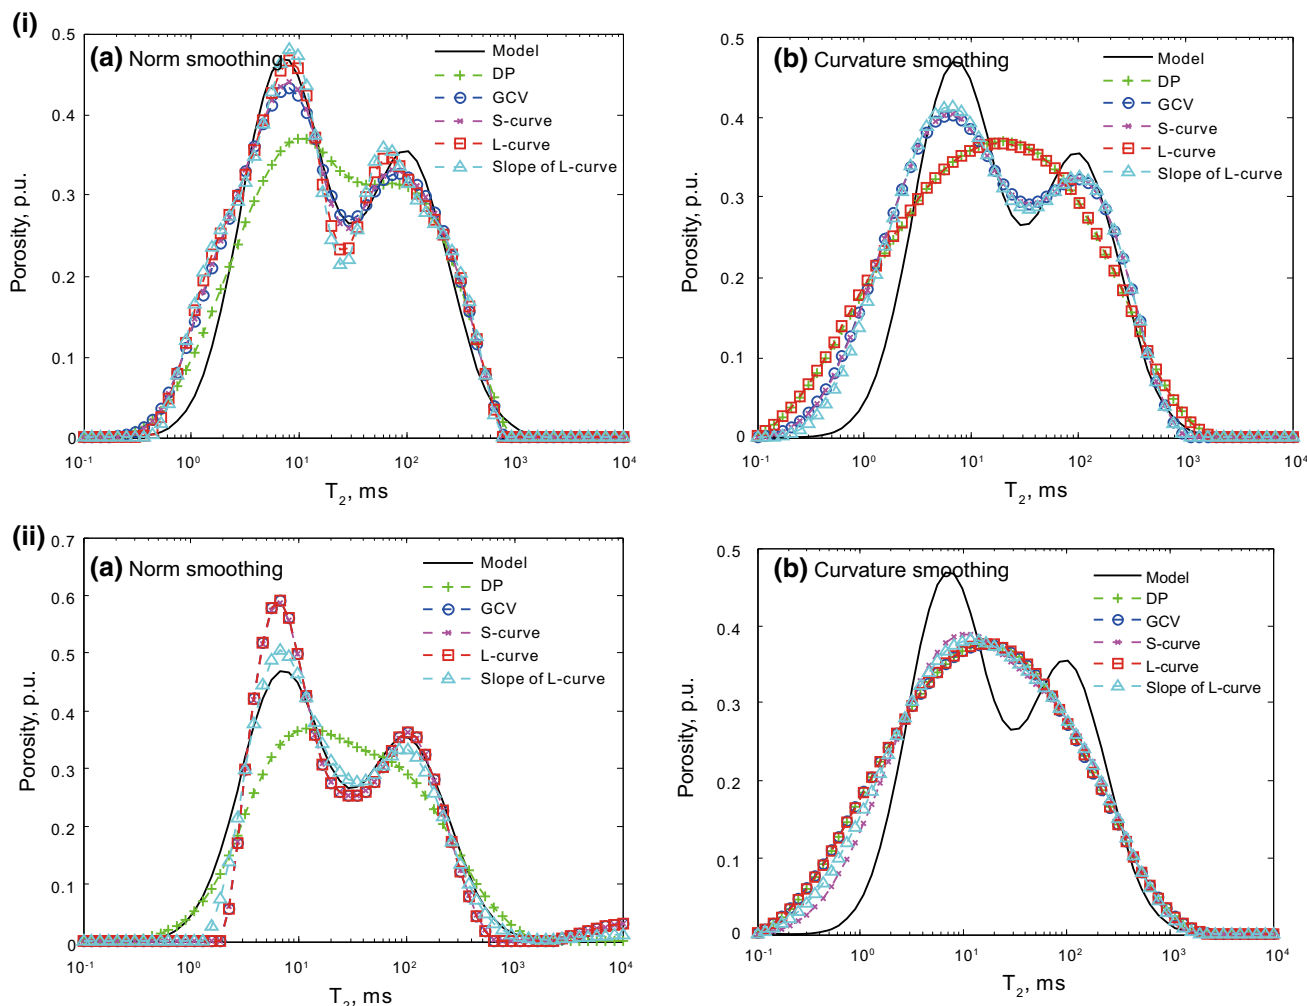 (i)
(a) Norm smoothing
Model
DP
GCV
S-curve
L-curve
Slope of L-curve
0.5
0.4
0.3
0.2
0.1
0
Porosity, p.u.
10⁻¹ 10⁰ 10¹ 10² 10³ 10⁴
T₂, ms
(b) Curvature smoothing
Model
DP
GCV
S-curve
L-curve
Slope of L-curve
0.5
0.4
0.3
0.2
0.1
0
Porosity, p.u.
10⁻¹ 10⁰ 10¹ 10² 10³ 10⁴
T₂, ms
(ii)
(a) Norm smoothing
Model
DP
GCV
S-curve
L-curve
Slope of L-curve
0.7
0.6
0.5
0.4
0.3
0.2
0.1
0
Porosity, p.u.
10⁻¹ 10⁰ 10¹ 10² 10³ 10⁴
T₂, ms
(b) Curvature smoothing
Model
DP
GCV
S-curve
L-curve
Slope of L-curve
0.5
0.4
0.3
0.2
0.1
0
Porosity, p.u.
10⁻¹ 10⁰ 10¹ 10² 10³ 10⁴
T₂, ms